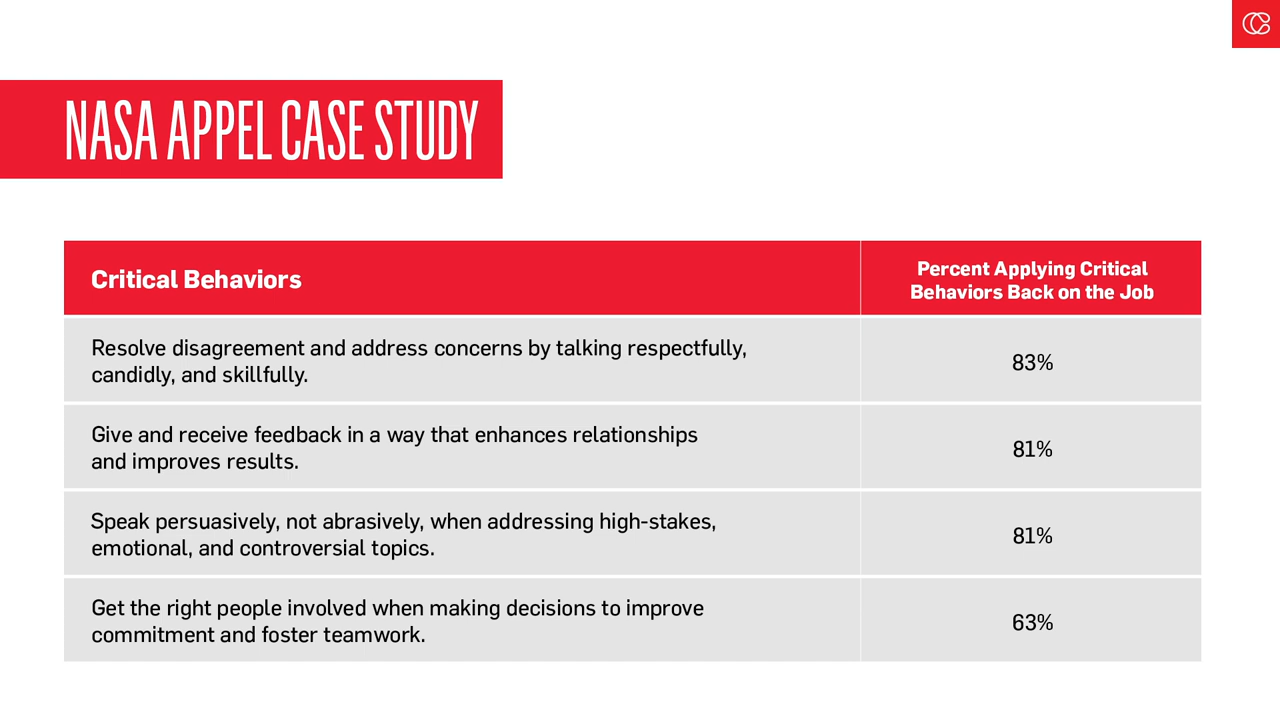 NASA APPEL CASE STUDY
Critical Behaviors
Percent Applying Critical
Behaviors Back on the Job
Resolve disagreement and address concerns by talking respectfully,
candidly, and skillfully.
83%
Give and receive feedback in a way that enhances relationships
and improves results.
81%
Speak persuasively, not abrasively, when addressing high-stakes,
emotional, and controversial topics.
81%
Get the right people involved when making decisions to improve
commitment and foster teamwork.
63%